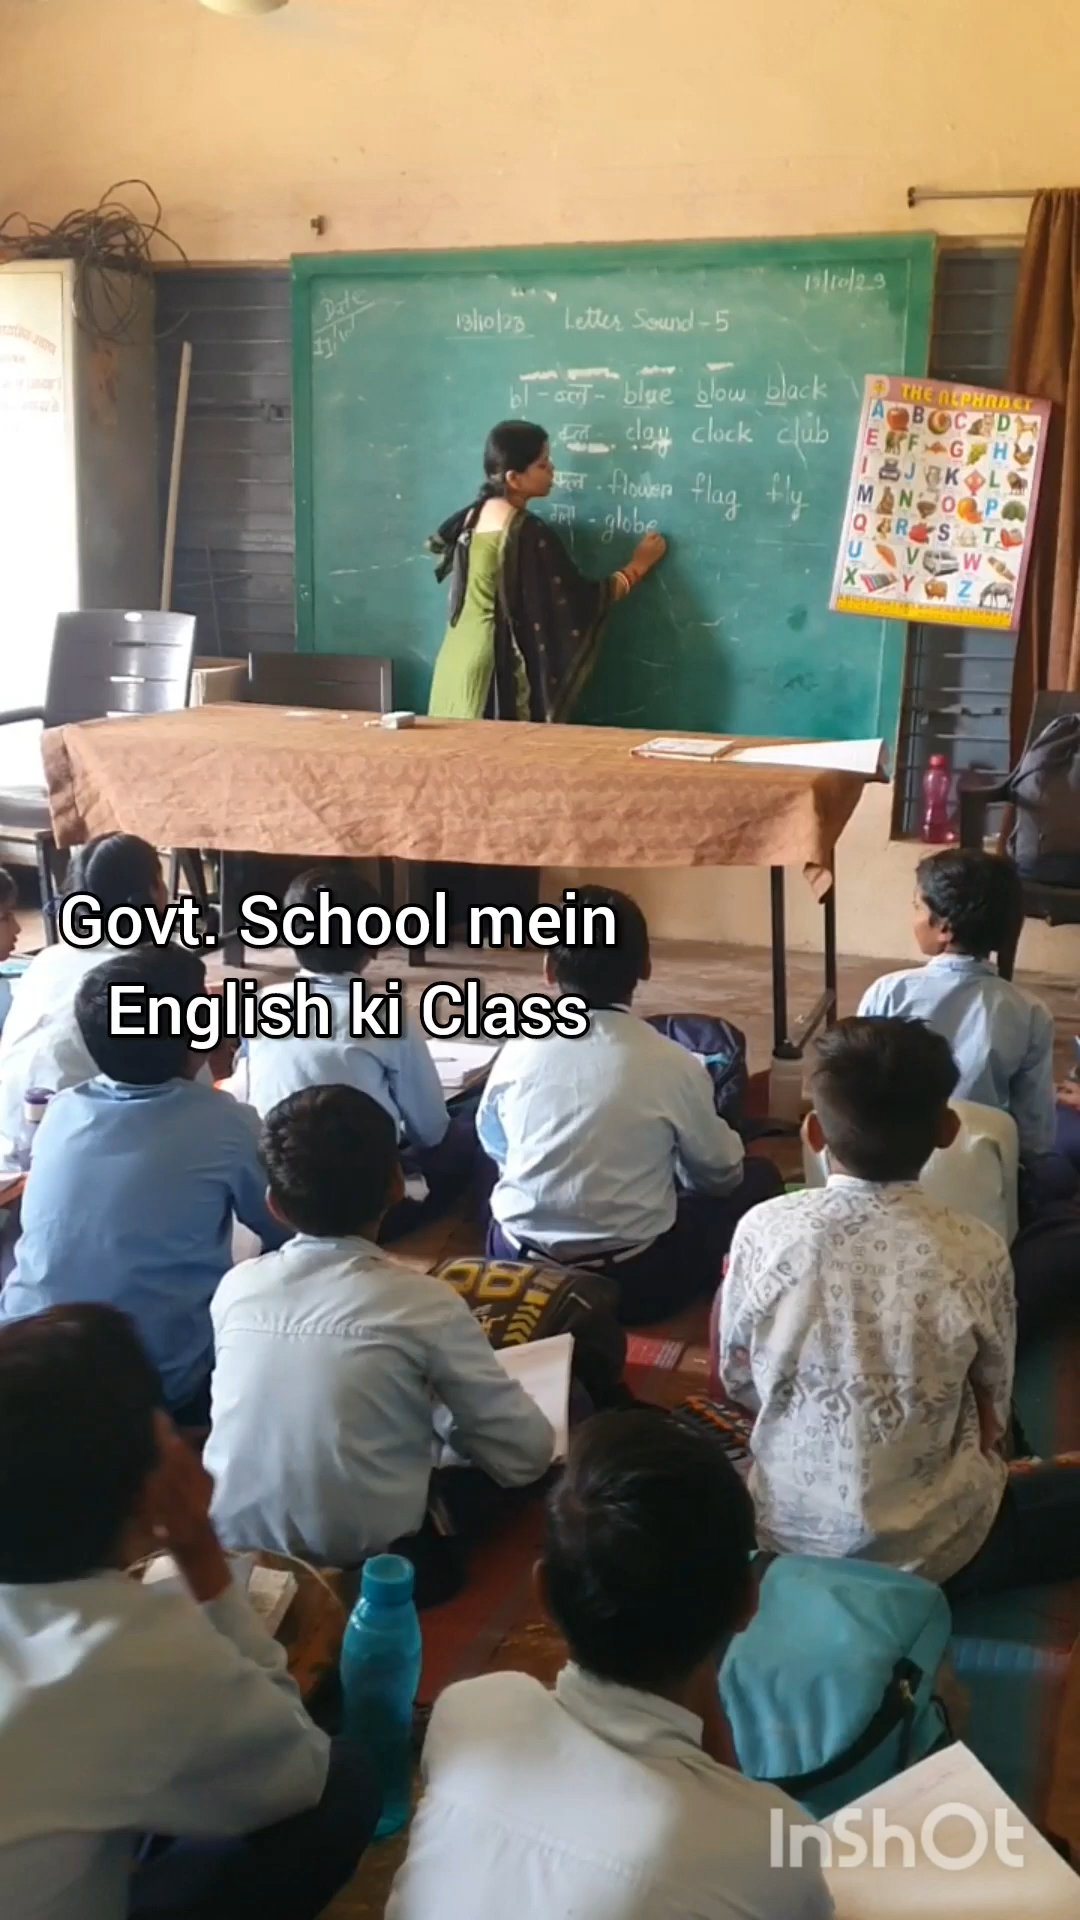 Date
13/10/23
13/10/23 Letter Sound - 5
bl - ब्ल - blue blow black
क्ल clay clock club
फ्ल - flower flag fly
ग्ल - globe
THE ALPHABET
A B C D
E F G H
I J K L
M N O P
Q R S T
U V W
X Y Z
Govt. School mein
English ki Class
InShOt